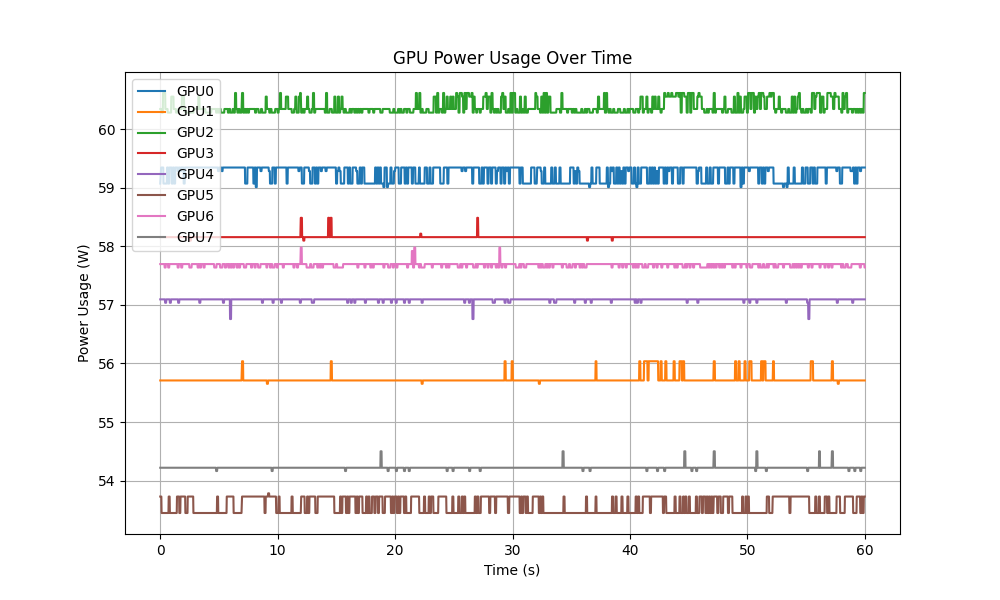 GPU Power Usage Over Time
GPU0
GPU1
GPU2
GPU3
GPU4
GPU5
GPU6
GPU7
Power Usage (W)
60
59
58
57
56
55
54
0 10 20 30 40 50 60
Time (s)